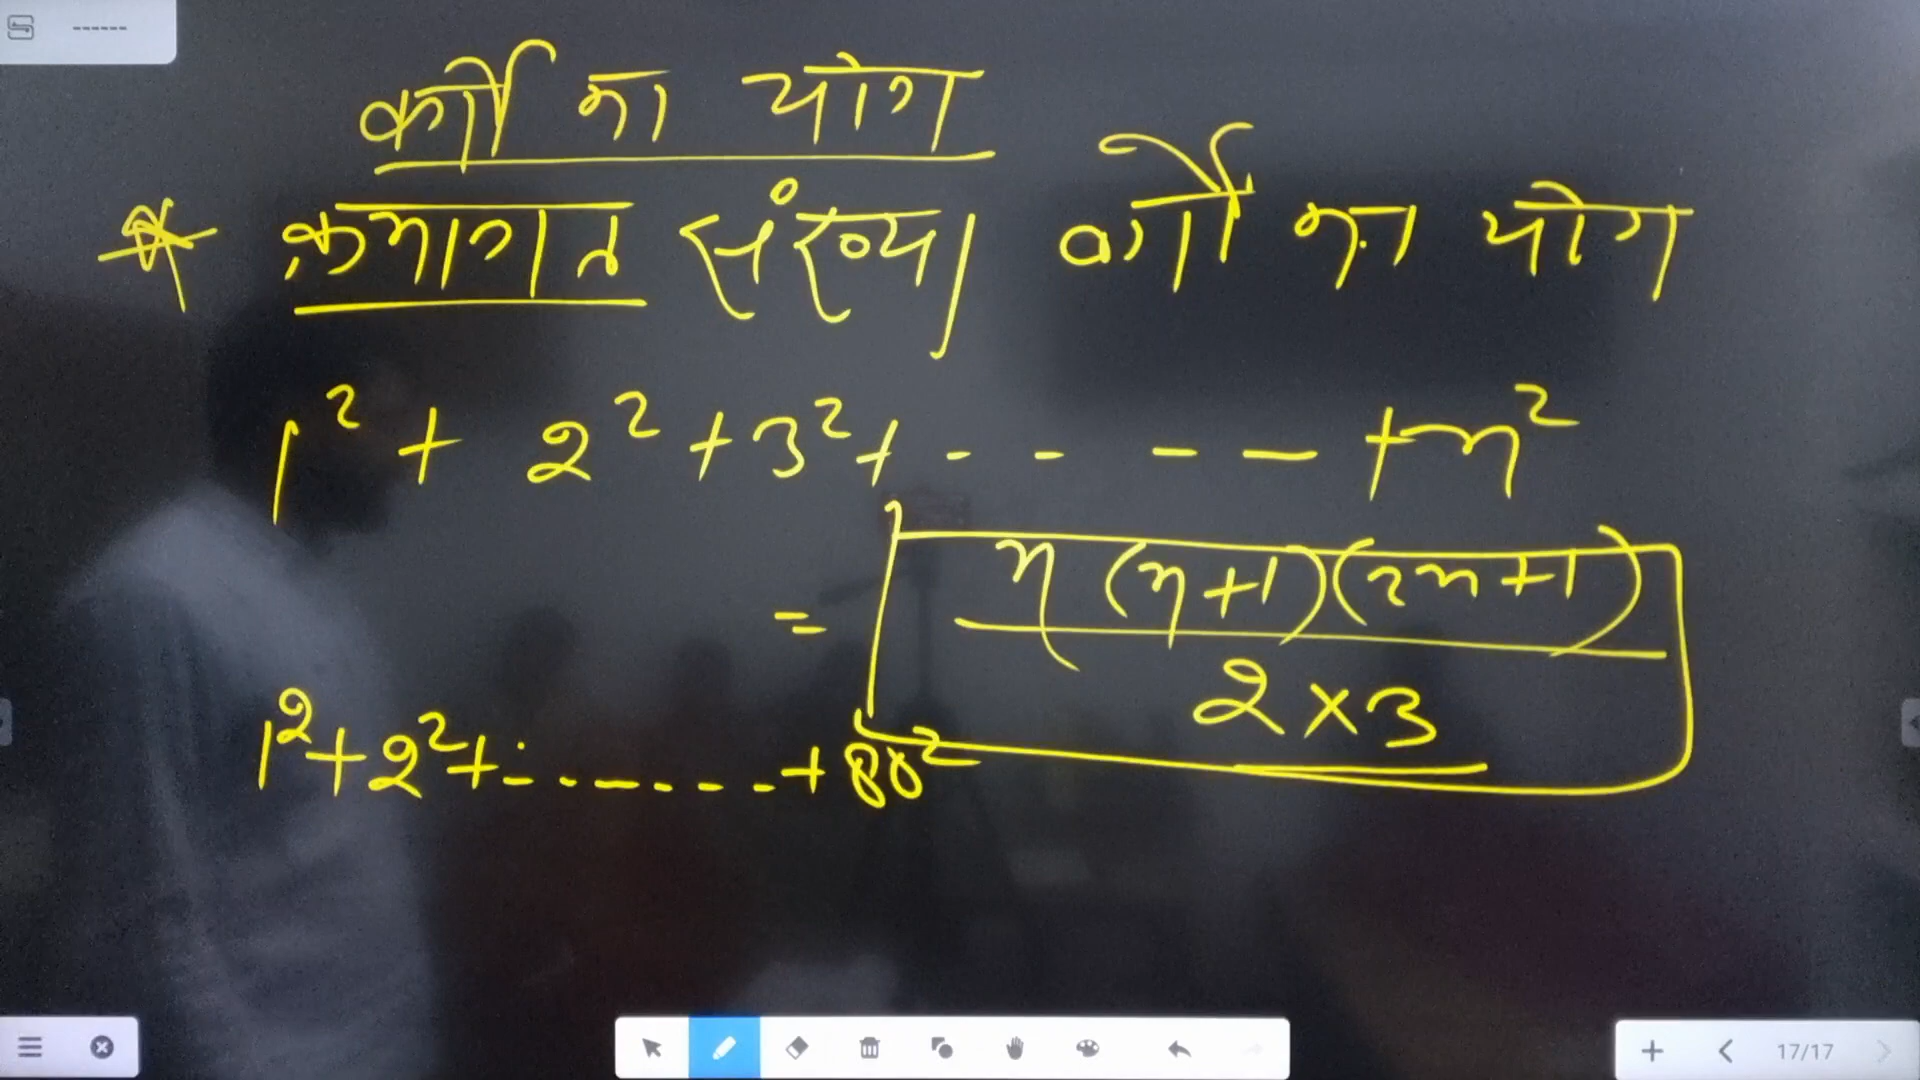 वर्गों का योग
* क्रमागत संख्या वर्गों का योग
1² + 2² + 3² + - - - - + n²
= n(n+1)(2n+1) / 2×3
1² + 2² + - - - - - - + 80²
17/17